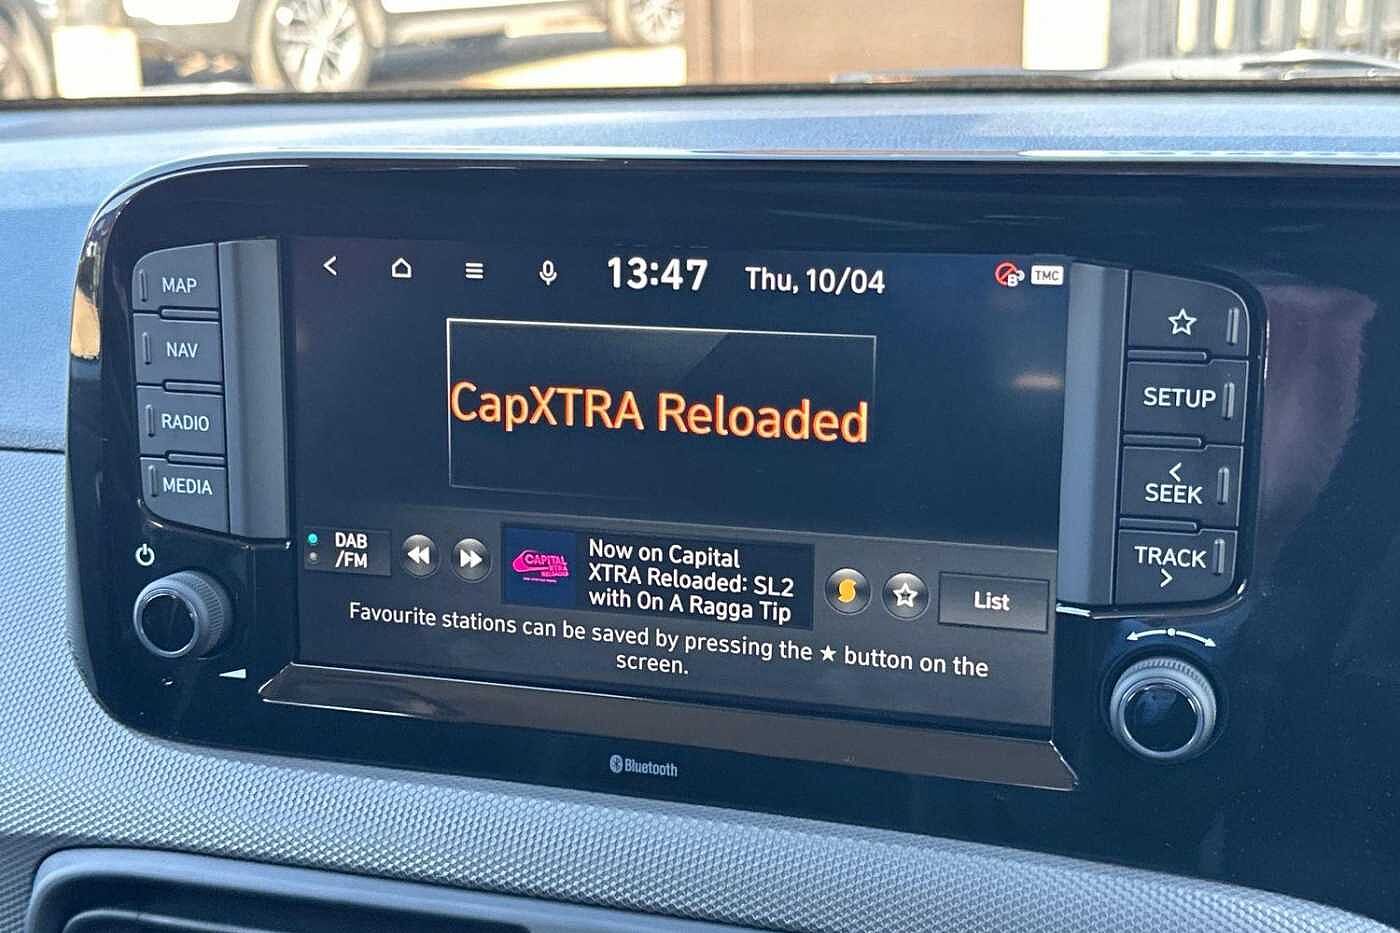 MAP
NAV
RADIO
MEDIA
13:47 Thu, 10/04
TMC
CapXTRA Reloaded
DAB
/FM
CAPITAL
XTRA
RELOADED
Now on Capital
XTRA Reloaded: SL2
with On A Ragga Tip
List
Favourite stations can be saved by pressing the ★ button on the
screen.
SETUP
< SEEK
TRACK >
Bluetooth